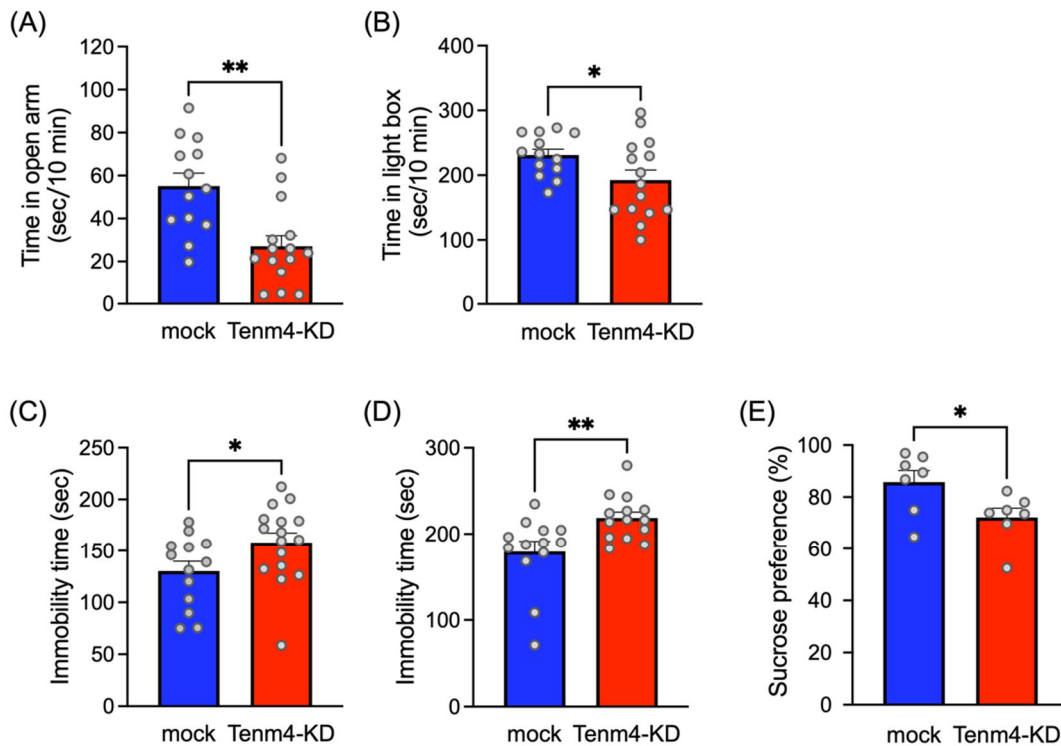 (A)
Time in open arm
(sec/10 min)
120
100
80
60
40
20
0
**
mock Tenm4-KD
(B)
Time in light box
(sec/10 min)
400
300
200
100
0
*
mock Tenm4-KD
(C)
Immobility time (sec)
250
200
150
100
50
0
*
mock Tenm4-KD
(D)
Immobility time (sec)
300
200
100
0
**
mock Tenm4-KD
(E)
Sucrose preference (%)
100
80
60
40
20
0
*
mock Tenm4-KD